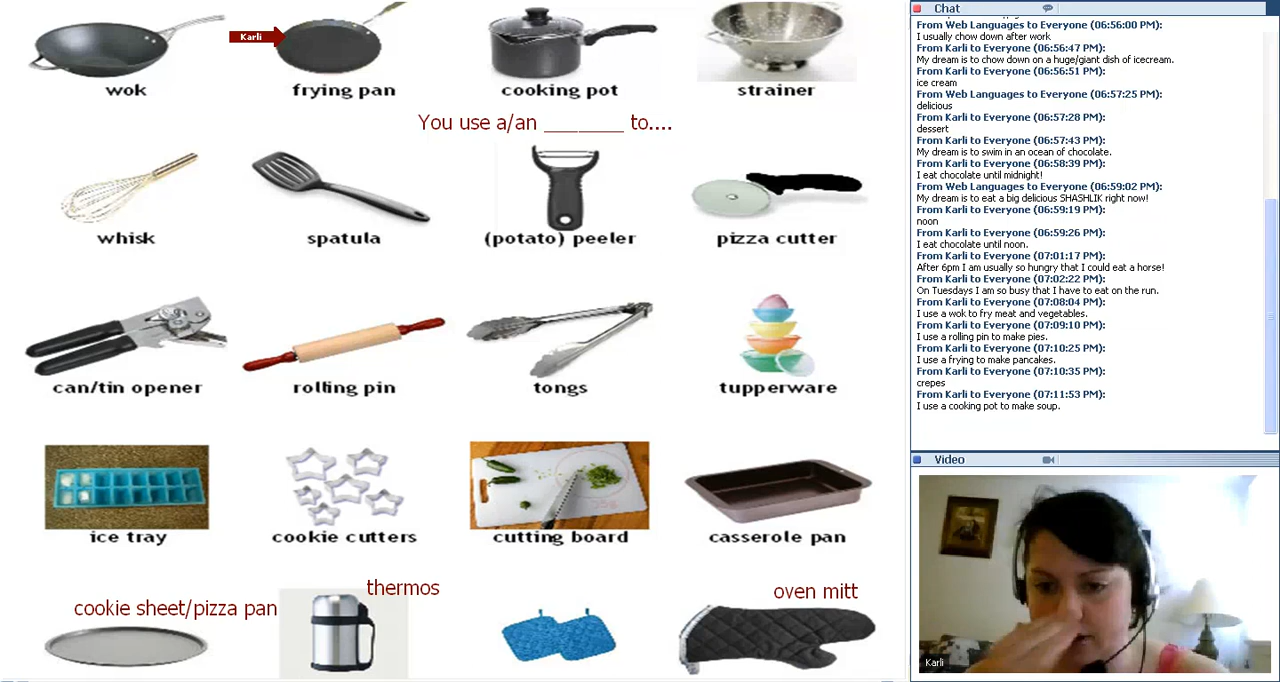 Karli
wok
frying pan
cooking pot
strainer
You use a/an _______ to....
whisk
spatula
(potato) peeler
pizza cutter
can/tin opener
rolling pin
tongs
tupperware
ice tray
cookie cutters
cutting board
casserole pan
cookie sheet/pizza pan
thermos
oven mitt
Chat
From Web Languages to Everyone (06:56:00 PM):
I usually chow down after work
From Karli to Everyone (06:56:47 PM):
My dream is to chow down on a huge/giant dish of icecream.
From Karli to Everyone (06:56:51 PM):
ice cream
From Web Languages to Everyone (06:57:25 PM):
delicious
From Karli to Everyone (06:57:28 PM):
dessert
From Karli to Everyone (06:57:43 PM):
My dream is to swim in an ocean of chocolate.
From Karli to Everyone (06:58:39 PM):
I eat chocolate until midnight!
From Web Languages to Everyone (06:59:02 PM):
My dream is to eat a big delicious SHASHLIK right now!
From Karli to Everyone (06:59:19 PM):
noon
From Karli to Everyone (06:59:26 PM):
I eat chocolate until noon.
From Karli to Everyone (07:01:17 PM):
After 6pm I am usually so hungry that I could eat a horse!
From Karli to Everyone (07:02:22 PM):
On Tuesdays I am so busy that I have to eat on the run.
From Karli to Everyone (07:08:04 PM):
I use a wok to fry meat and vegetables.
From Karli to Everyone (07:09:10 PM):
I use a rolling pin to make pies.
From Karli to Everyone (07:10:25 PM):
I use a frying to make pancakes.
From Karli to Everyone (07:10:35 PM):
crepes
From Karli to Everyone (07:11:53 PM):
I use a cooking pot to make soup.
Video
Karli